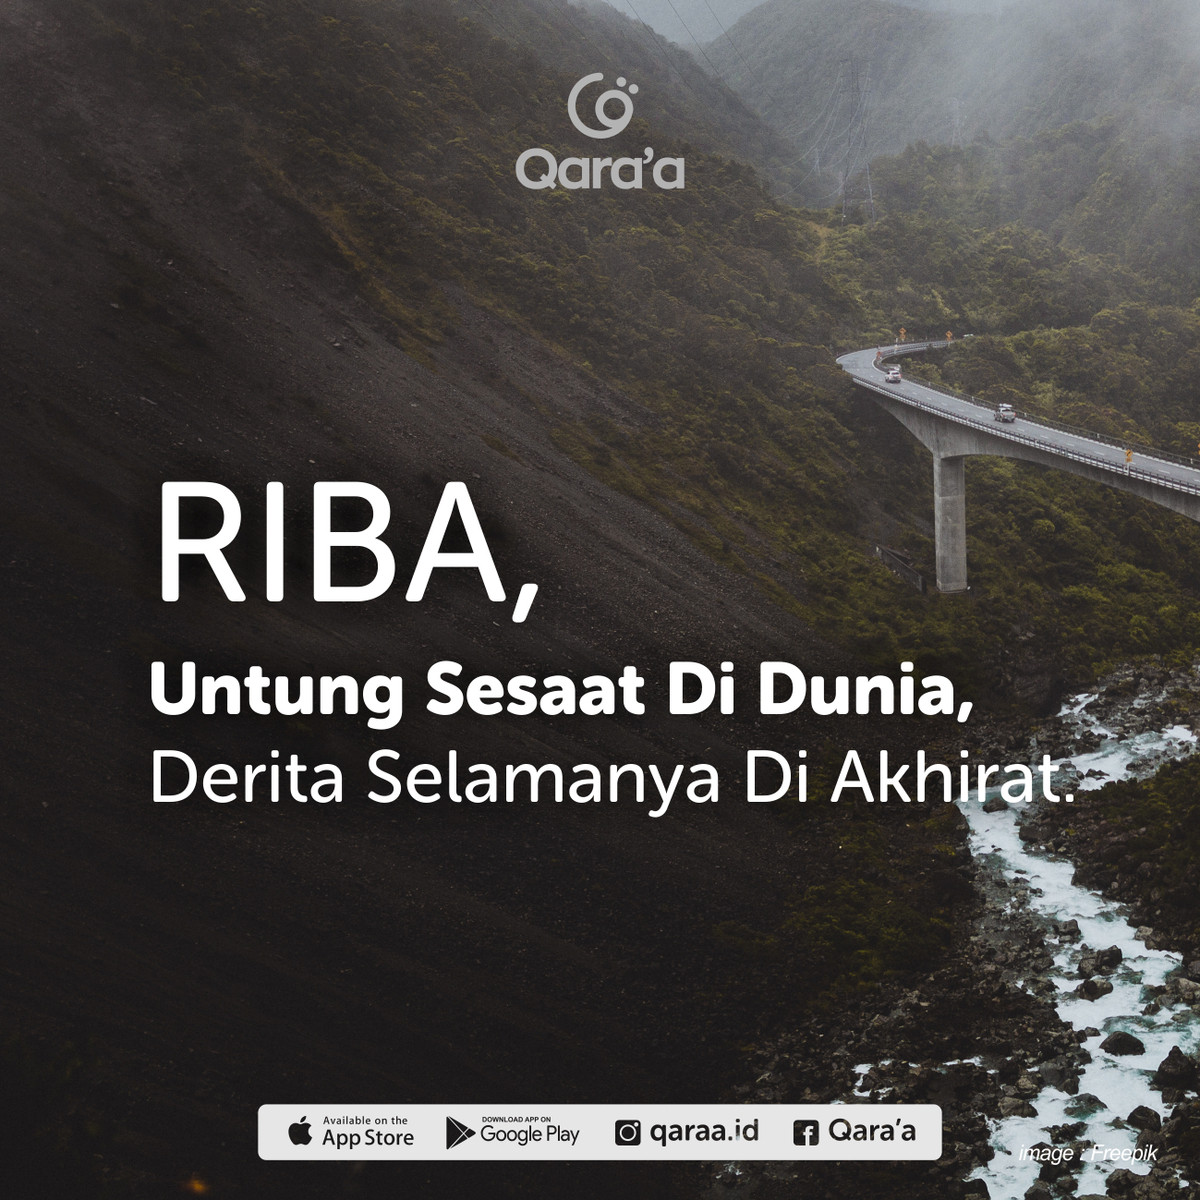 Qara'a
RIBA,
Untung Sesaat Di Dunia,
Derita Selamanya Di Akhirat.
Available on the
App Store
DOWNLOAD APP ON
Google Play
qaraa.id
Qara'a
image : Freepik